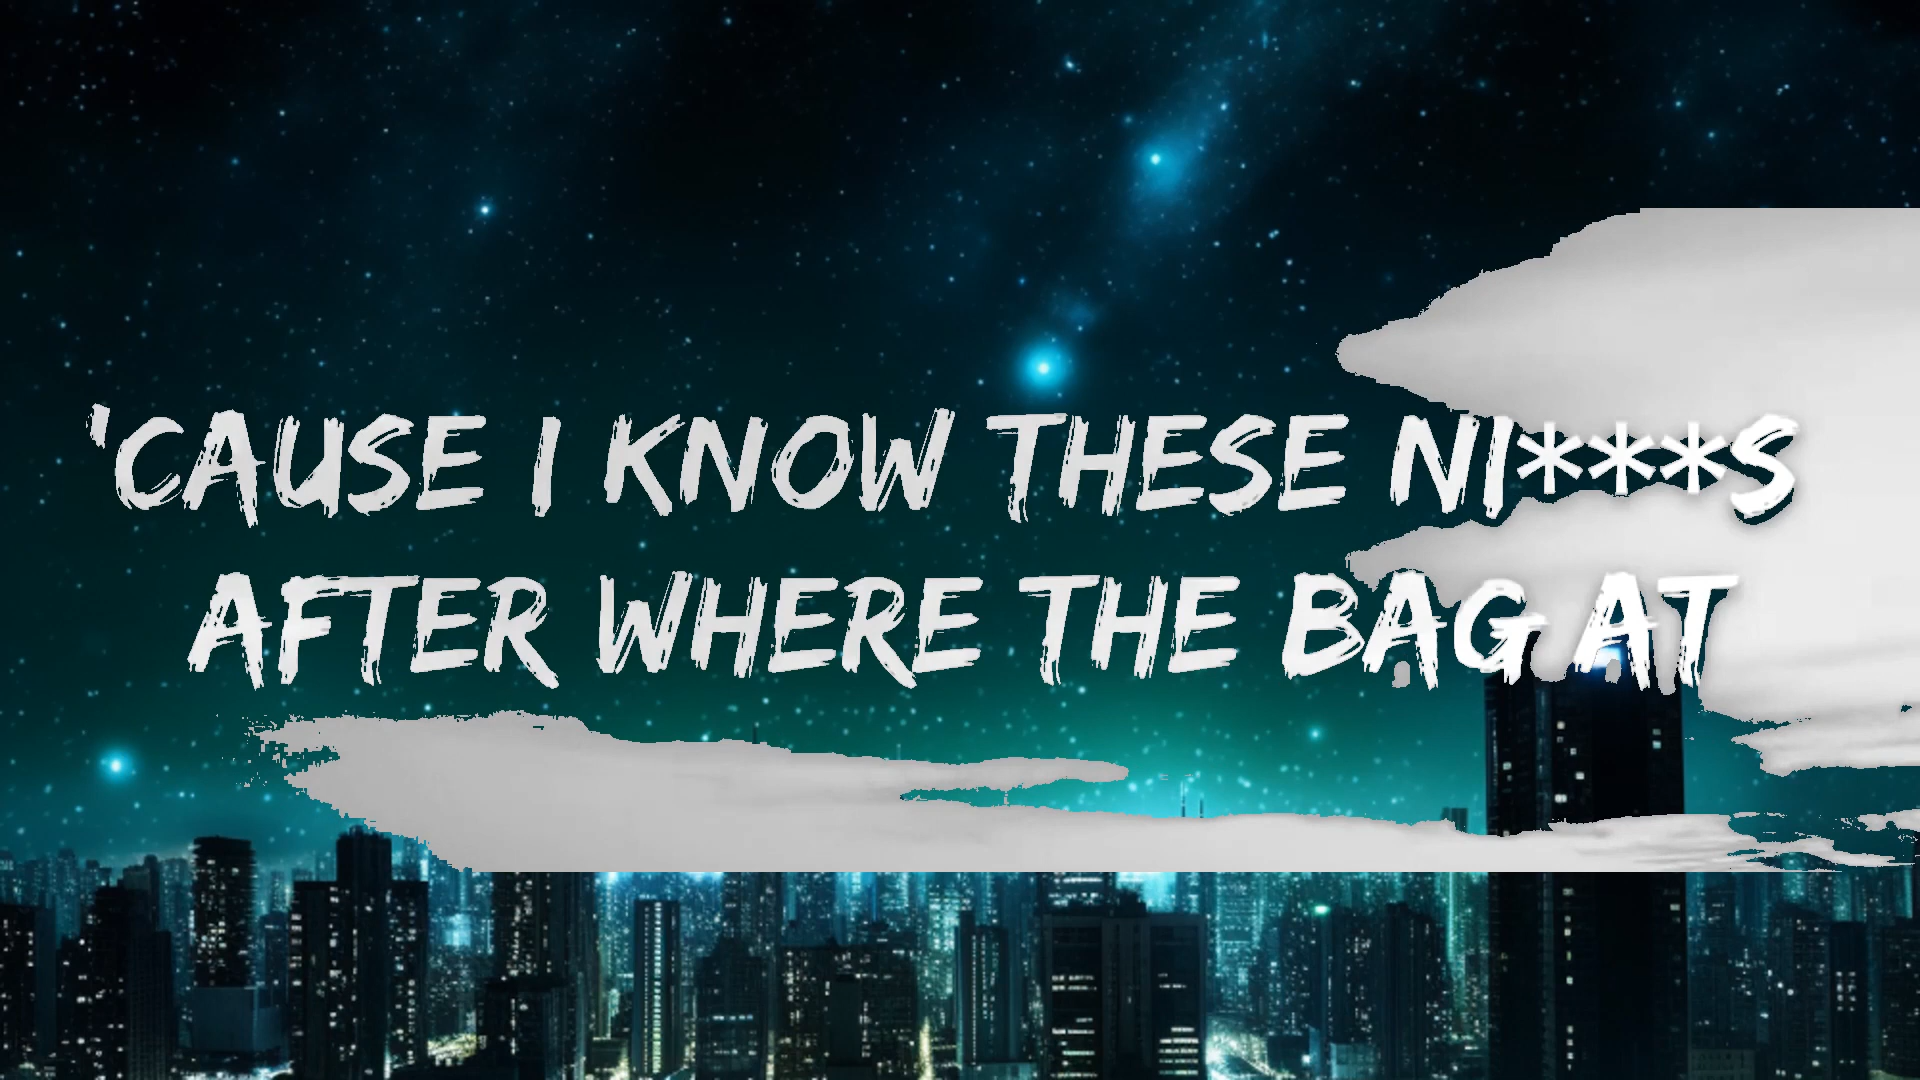 'CAUSE I KNOW THESE NI***S
AFTER WHERE THE BAG AT